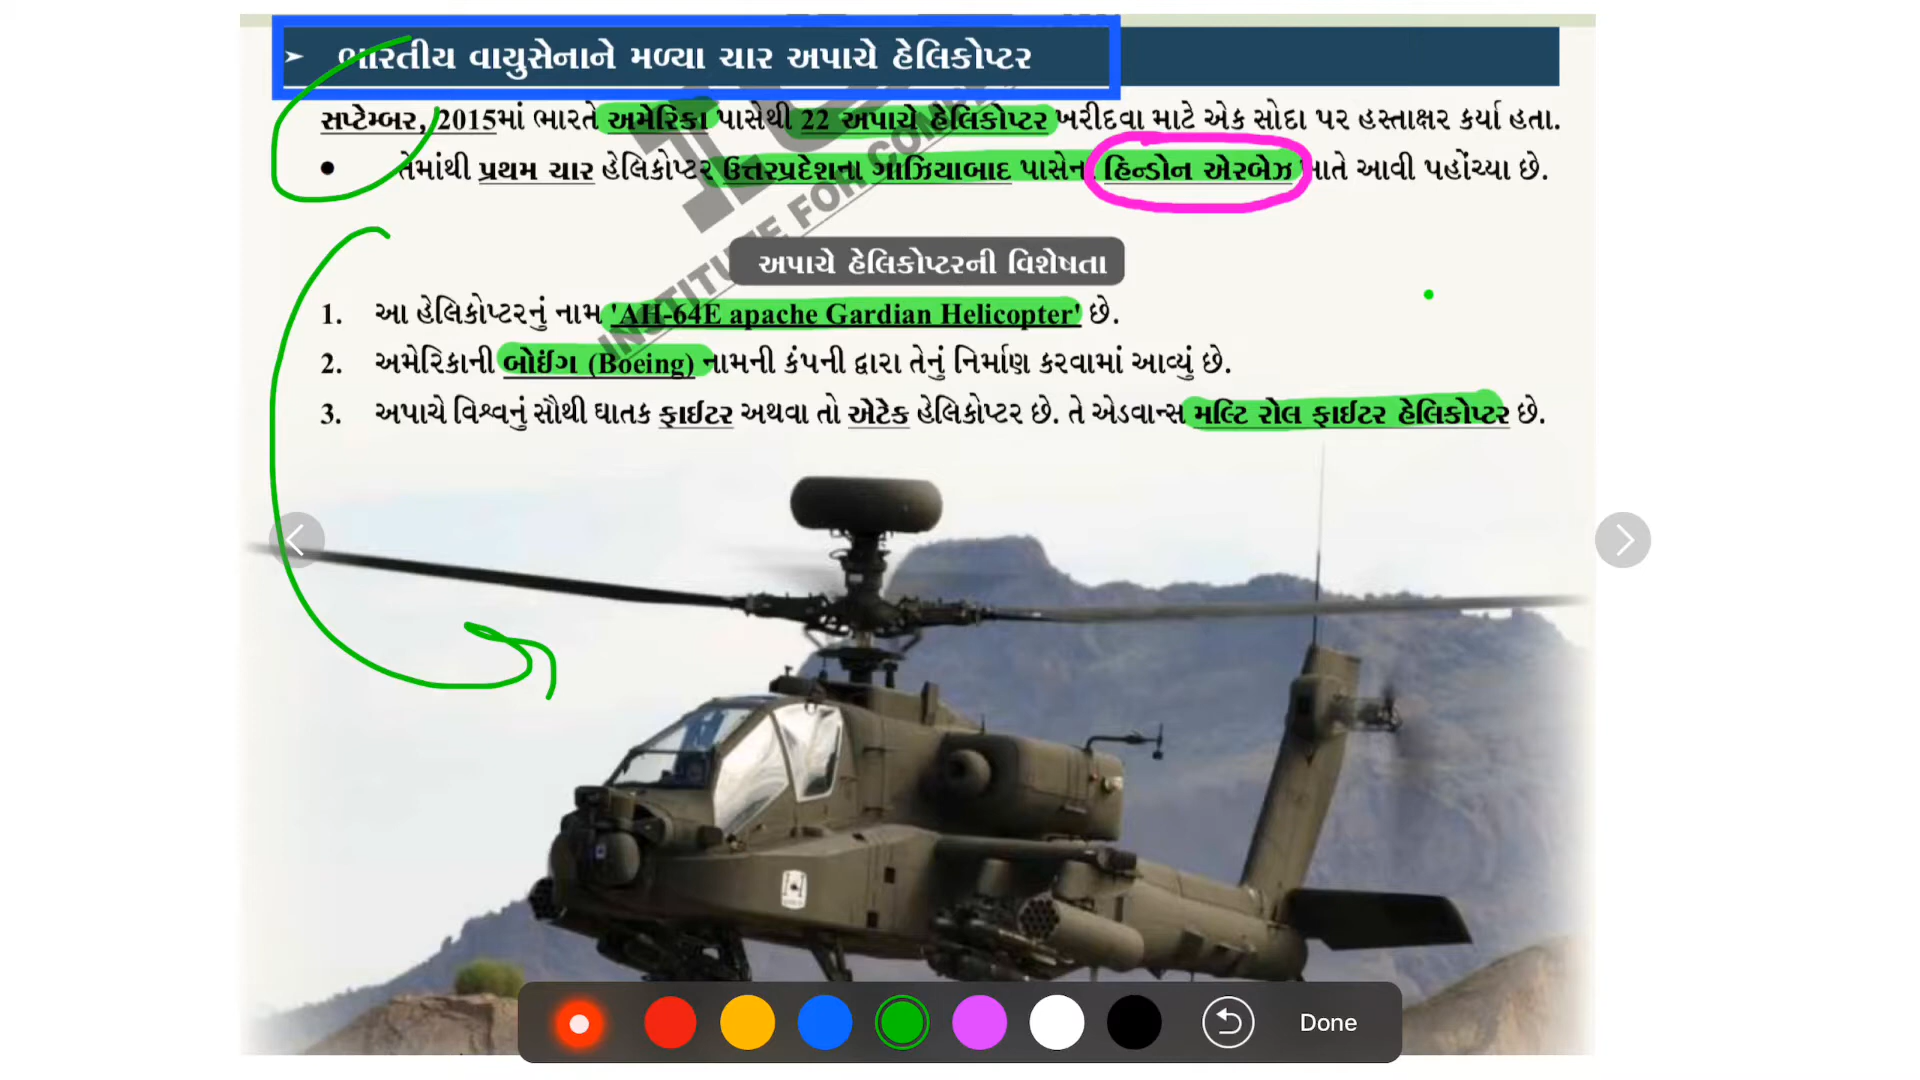 ➤ ભારતીય વાયુસેનાને મળ્યા ચાર અપાચે હેલિકોપ્ટર
સપ્ટેમ્બર, 2015માં ભારતે અમેરિકા પાસેથી 22 અપાચે હેલિકોપ્ટર ખરીદવા માટે એક સોદા પર હસ્તાક્ષર કર્યા હતા.
● તેમાંથી પ્રથમ ચાર હેલિકોપ્ટર ઉત્તરપ્રદેશના ગાઝિયાબાદ પાસેના હિન્ડોન એરબેઝ ખાતે આવી પહોંચ્યા છે.
અપાચે હેલિકોપ્ટરની વિશેષતા
1. આ હેલિકોપ્ટરનું નામ 'AH-64E apache Gardian Helicopter' છે.
2. અમેરિકાની બોઈંગ (Boeing) નામની કંપની દ્વારા તેનું નિર્માણ કરવામાં આવ્યું છે.
3. અપાચે વિશ્વનું સૌથી ઘાતક ફાઈટર અથવા તો એટેક હેલિકોપ્ટર છે. તે એડવાન્સ મલ્ટિ રોલ ફાઈટર હેલિકોપ્ટર છે.
INSTITUTE FOR COM
Done